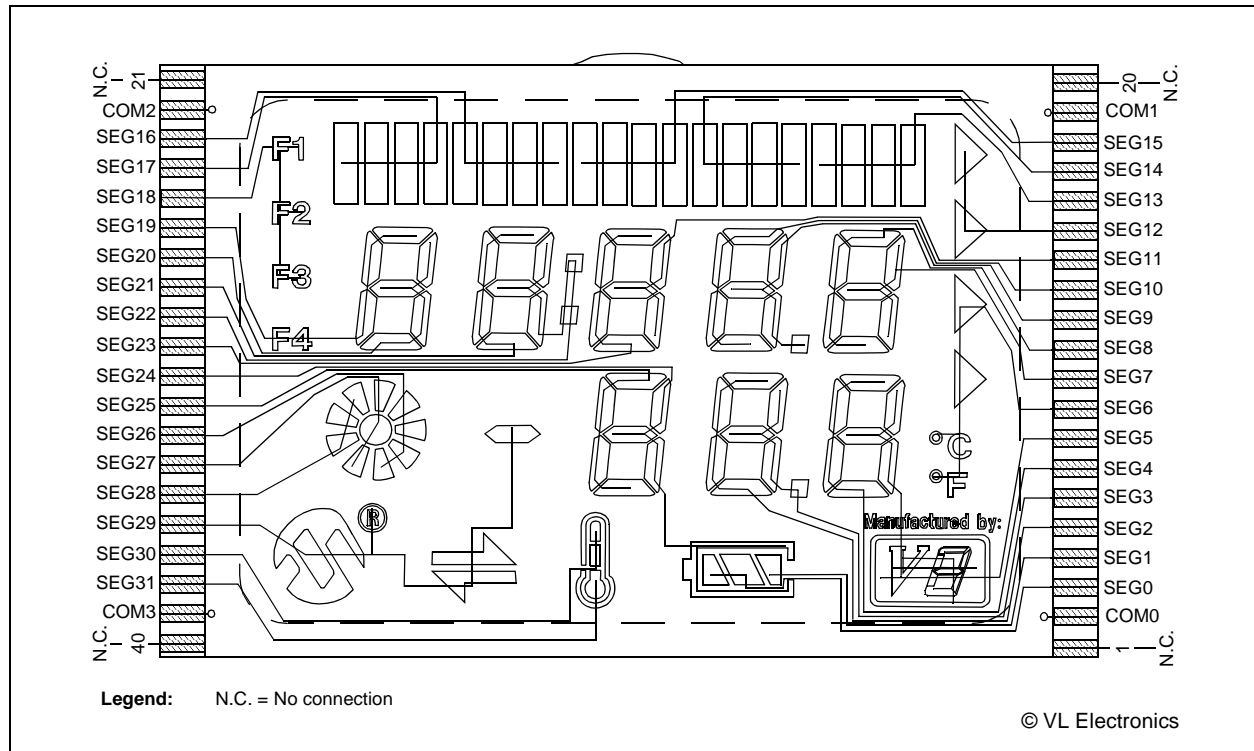 N.C.
21
COM2
SEG16
SEG17
SEG18
SEG19
SEG20
SEG21
SEG22
SEG23
SEG24
SEG25
SEG26
SEG27
SEG28
SEG29
SEG30
SEG31
COM3
N.C.
40
F1
F2
F3
F4
®
°C
°F
Manufactured by:
20
N.C.
COM1
SEG15
SEG14
SEG13
SEG12
SEG11
SEG10
SEG9
SEG8
SEG7
SEG6
SEG5
SEG4
SEG3
SEG2
SEG1
SEG0
COM0
1
N.C.
Legend: N.C. = No connection
© VL Electronics